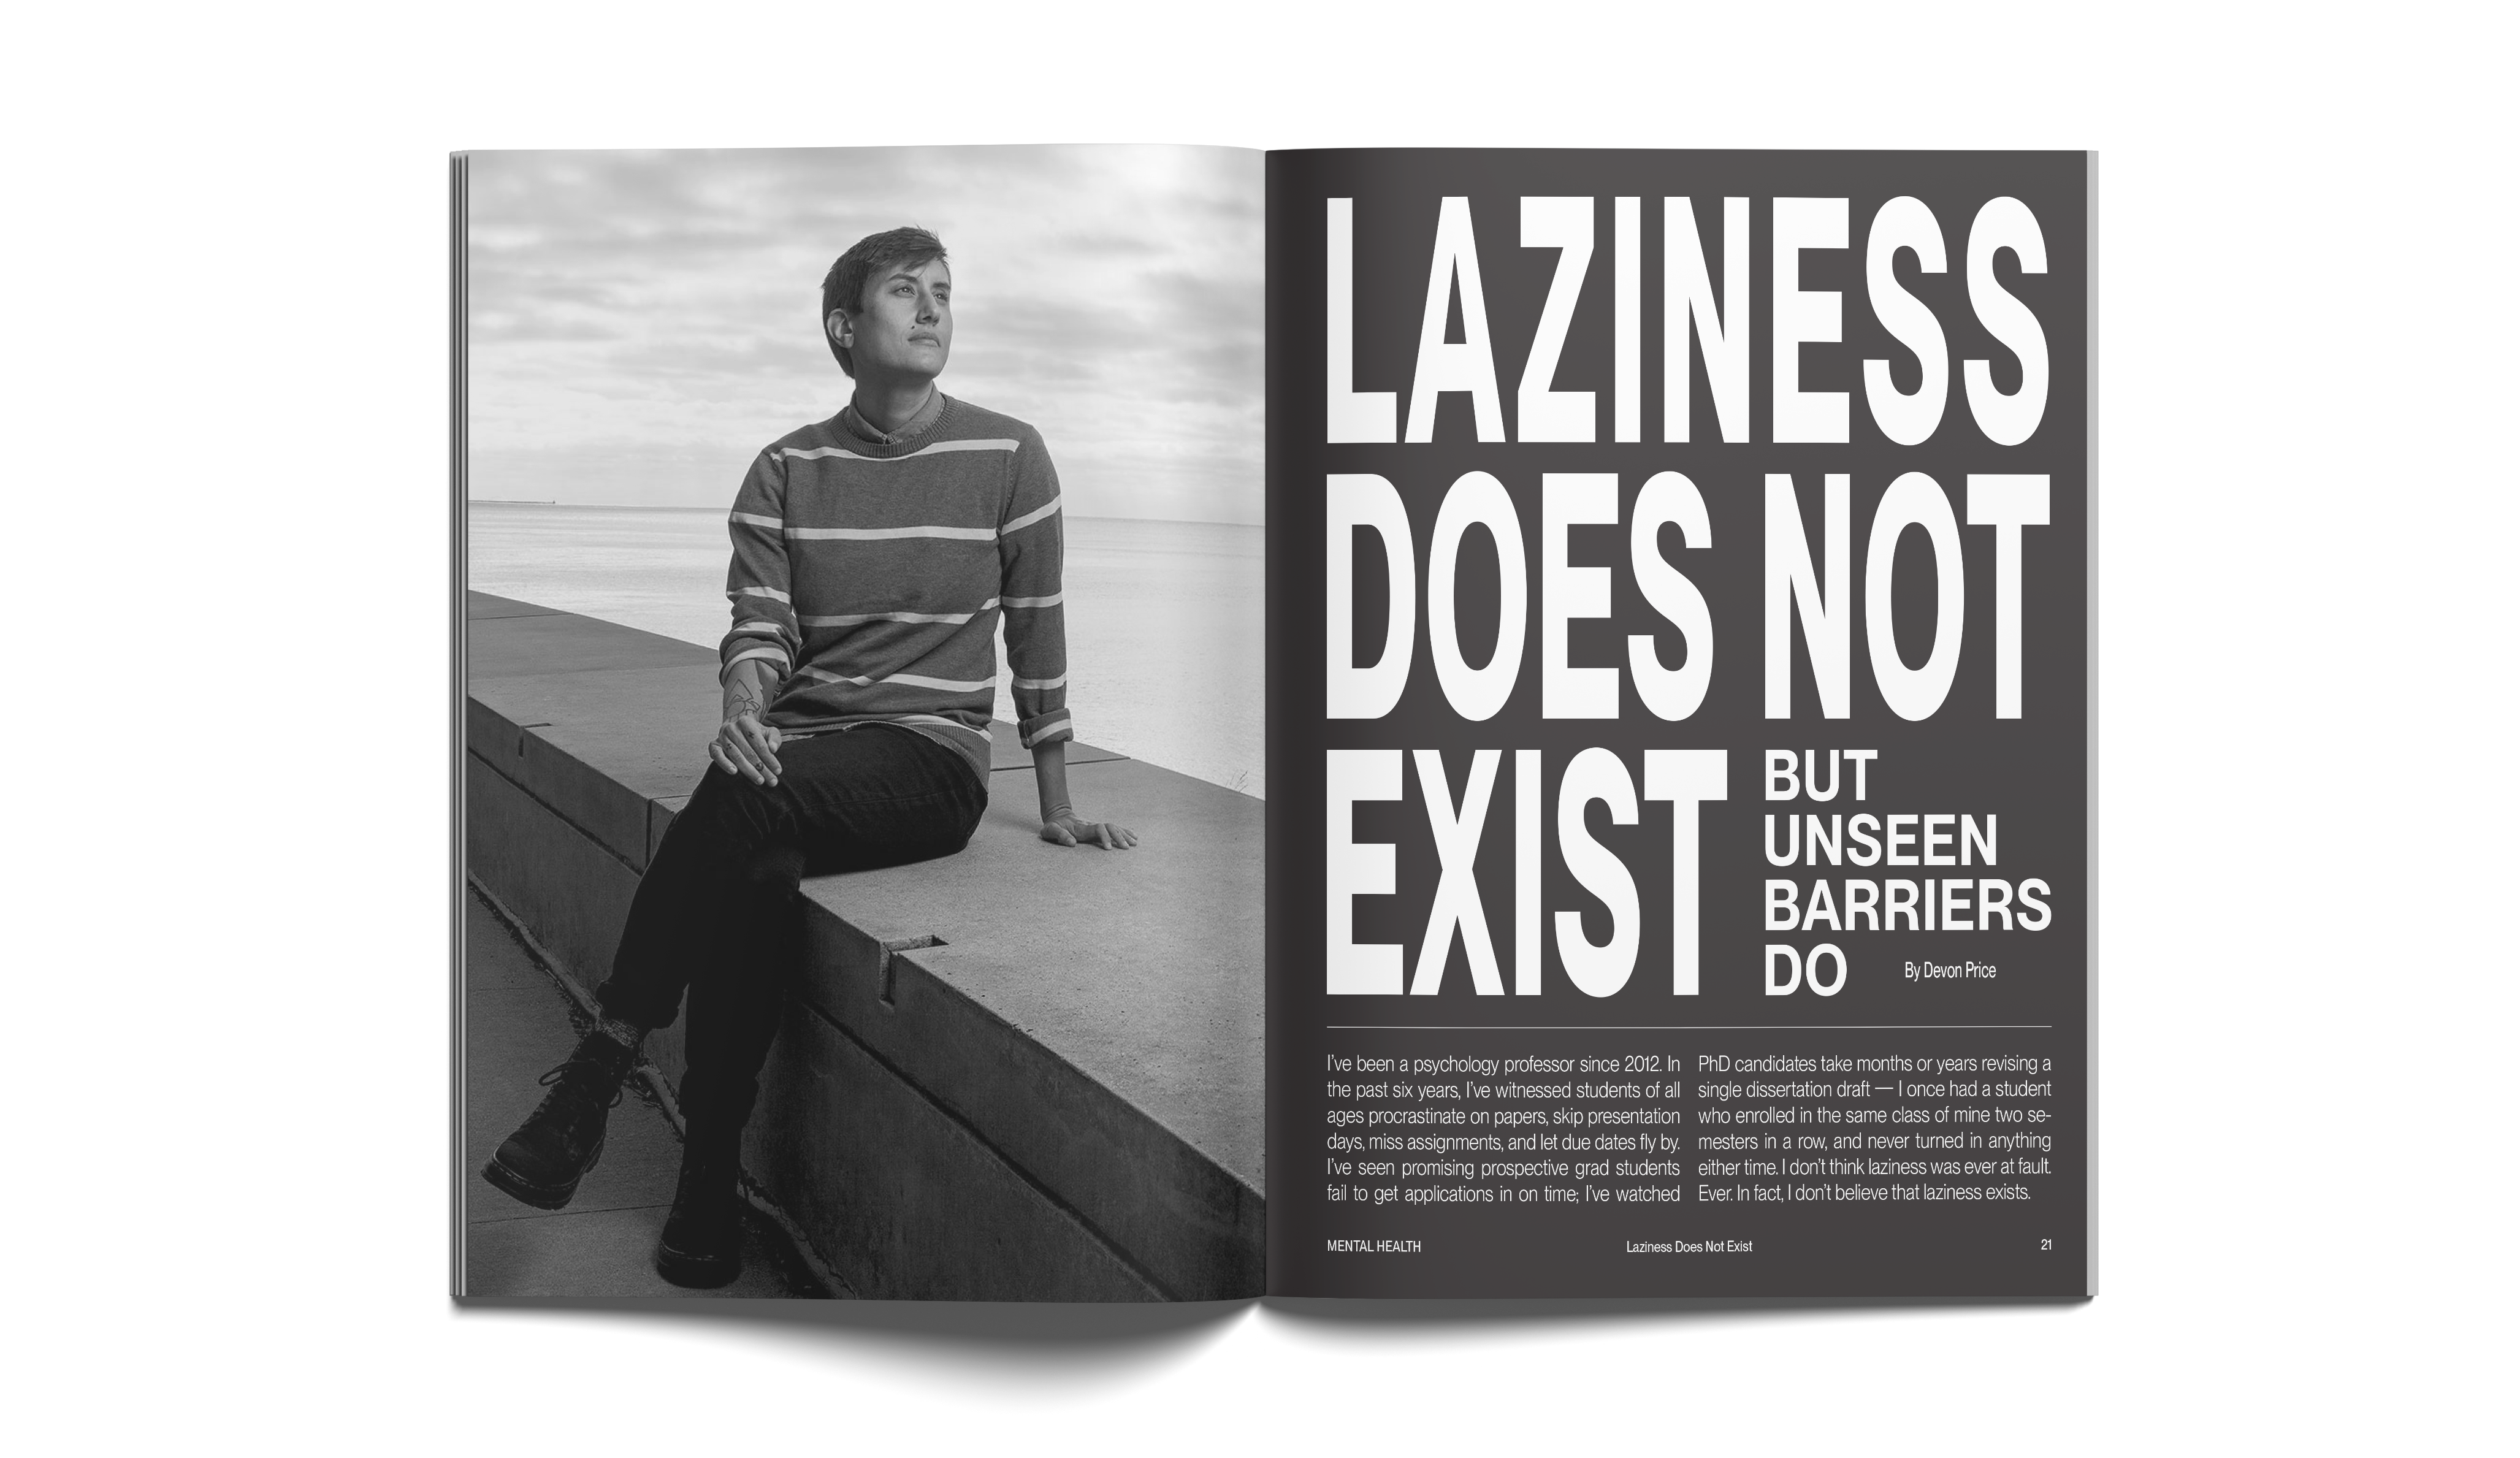 LAZINESS
DOES NOT
EXIST
BUT
UNSEEN
BARRIERS
DO
By Devon Price
I've been a psychology professor since 2012. In
the past six years, I've witnessed students of all
ages procrastinate on papers, skip presentation
days, miss assignments, and let due dates fly by.
I've seen promising prospective grad students
fail to get applications in on time; I've watched
PhD candidates take months or years revising a
single dissertation draft — I once had a student
who enrolled in the same class of mine two se-
mesters in a row, and never turned in anything
either time. I don't think laziness was ever at fault.
Ever. In fact, I don't believe that laziness exists.
MENTAL HEALTH
Laziness Does Not Exist
21